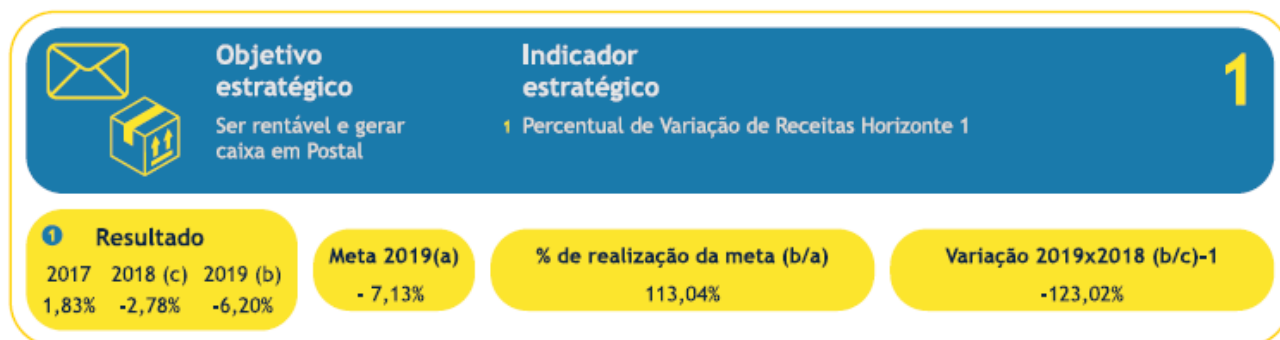 Objetivo
estratégico
Ser rentável e gerar
caixa em Postal
Indicador
estratégico
1 Percentual de Variação de Receitas Horizonte 1
1
1 Resultado
2017 2018 (c) 2019 (b)
1,83% -2,78% -6,20%
Meta 2019(a)
- 7,13%
% de realização da meta (b/a)
113,04%
Variação 2019x2018 (b/c)-1
-123,02%